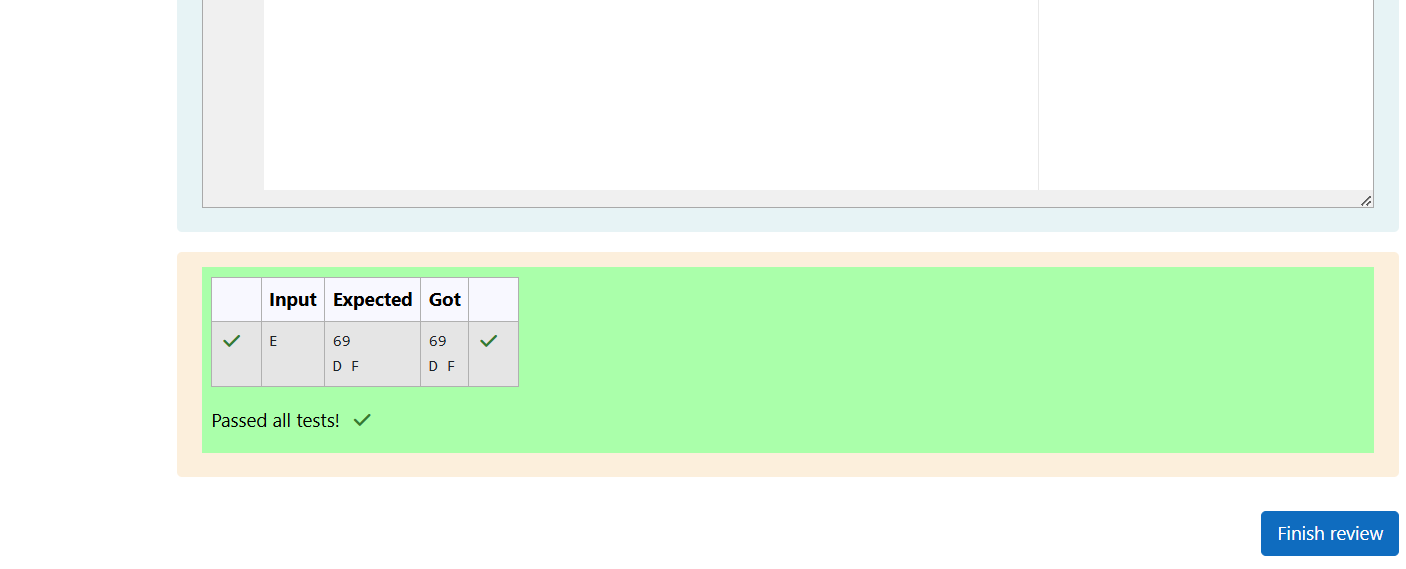 Input Expected Got
E 69 69
D F D F
Passed all tests!
Finish review